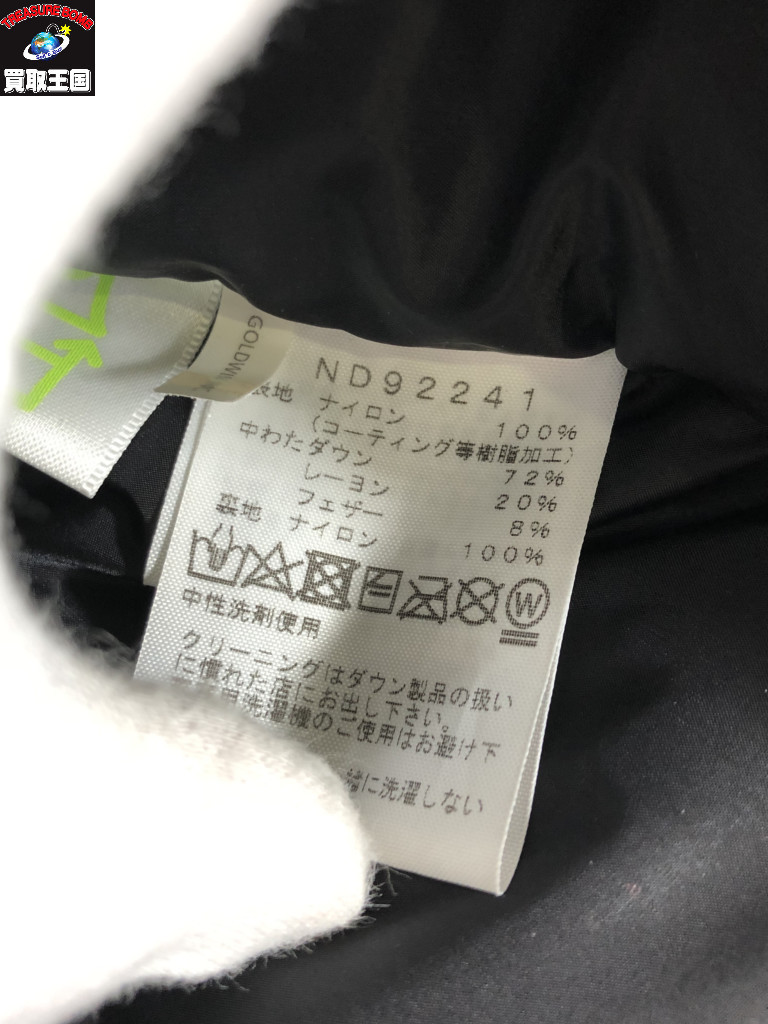 TREASURE BOMB
買取王国
GOLDWIN
ND92241
表地 ナイロン 100%
(コーティング等樹脂加工)
中わたダウン 72%
レーヨン 20%
フェザー 8%
裏地 ナイロン 100%
W
中性洗剤使用
クリーニングはダウン製品の扱い
に慣れた店にお出し下さい。
用洗濯機のご使用はお避け下
緒に洗濯しない